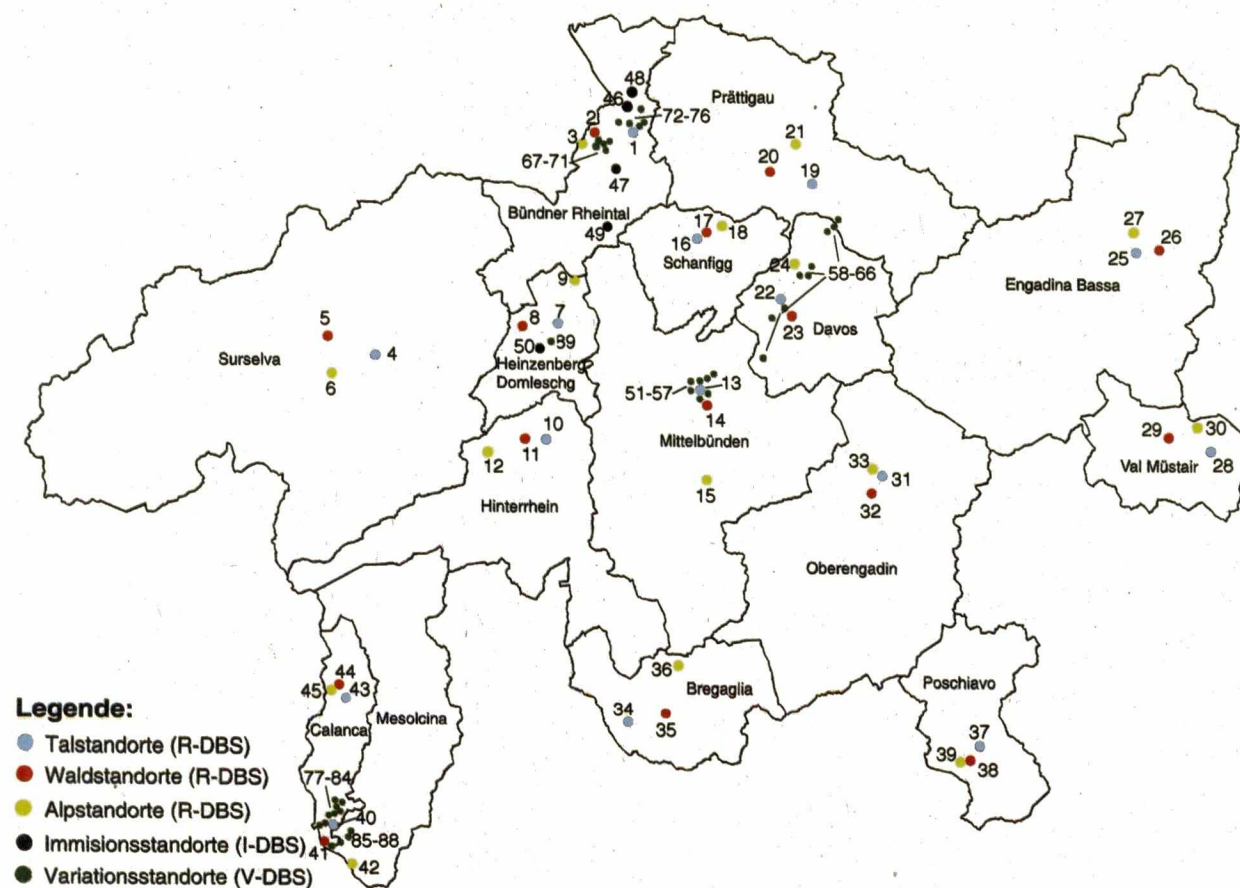 48
46
Prättigau
72-76
2
3
1
21
67-71
20
19
47
Bündner Rheintal
49
17
18
16
Schanfigg
27
26
25
Engadina Bassa
24
58-66
22
23
Davos
9
8
7
50
89
Heinzenberg
Domleschg
5
4
Surselva
6
51-57
13
14
Mittelbünden
15
10
11
12
Hinterrhein
29
30
Val Müstair
28
33
31
32
Oberengadin
36
Bregaglia
34
35
Poschiavo
37
39
38
44
45
43
Calanca
Mesolcina
77-84
40
85-88
41
42
Legende:
Talstandorte (R-DBS)
Waldstandorte (R-DBS)
Alpstandorte (R-DBS)
Immisionsstandorte (I-DBS)
Variationsstandorte (V-DBS)